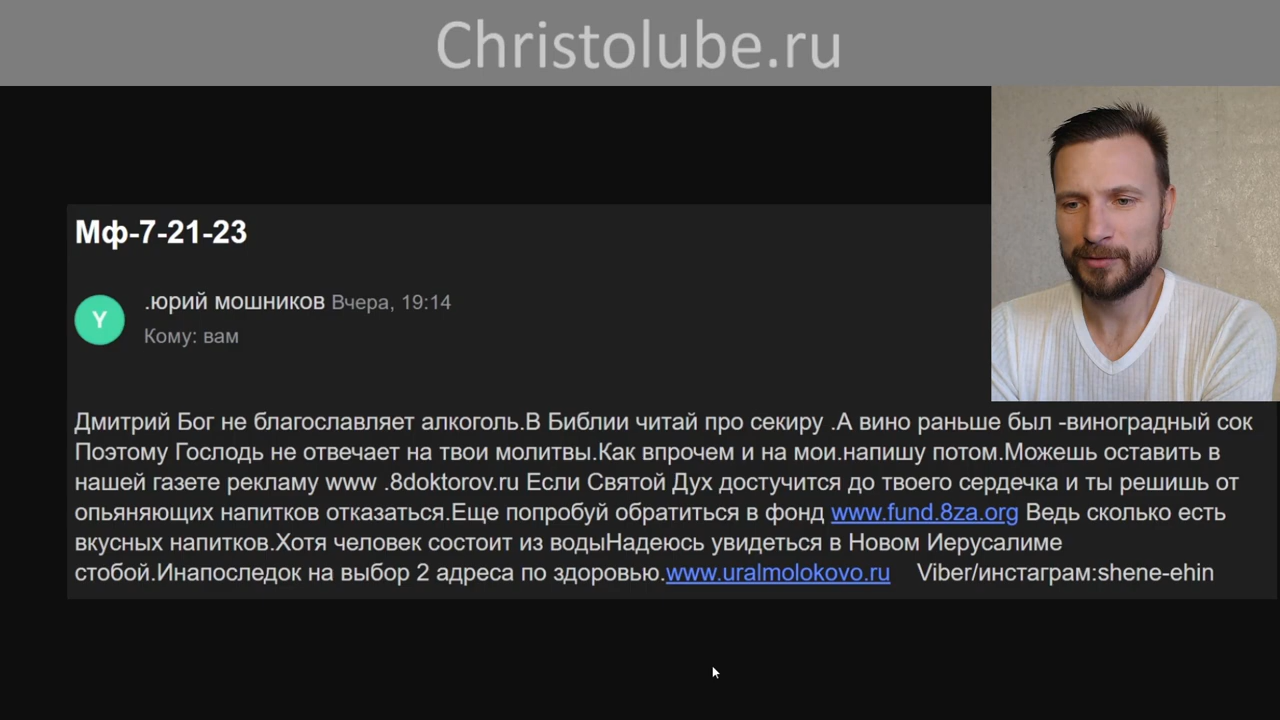 Christolube.ru
Мф-7-21-23
Y
.юрий мошников Вчера, 19:14
Кому: вам
Дмитрий Бог не благославляет алкоголь.В Библии читай про секиру .А вино раньше был -виноградный сок
Поэтому Гослодь не отвечает на твои молитвы.Как впрочем и на мои.напишу потом.Можешь оставить в
нашей газете рекламу www .8doktorov.ru Если Святой Дух достучится до твоего сердечка и ты решишь от
опьяняющих напитков отказаться.Еще попробуй обратиться в фонд www.fund.8za.org Ведь сколько есть
вкусных напитков.Хотя человек состоит из водыНадеюсь увидеться в Новом Иерусалиме
стобой.Инапоследок на выбор 2 адреса по здоровью.www.uralmolokovo.ru Viber/инстаграм:shene-ehin